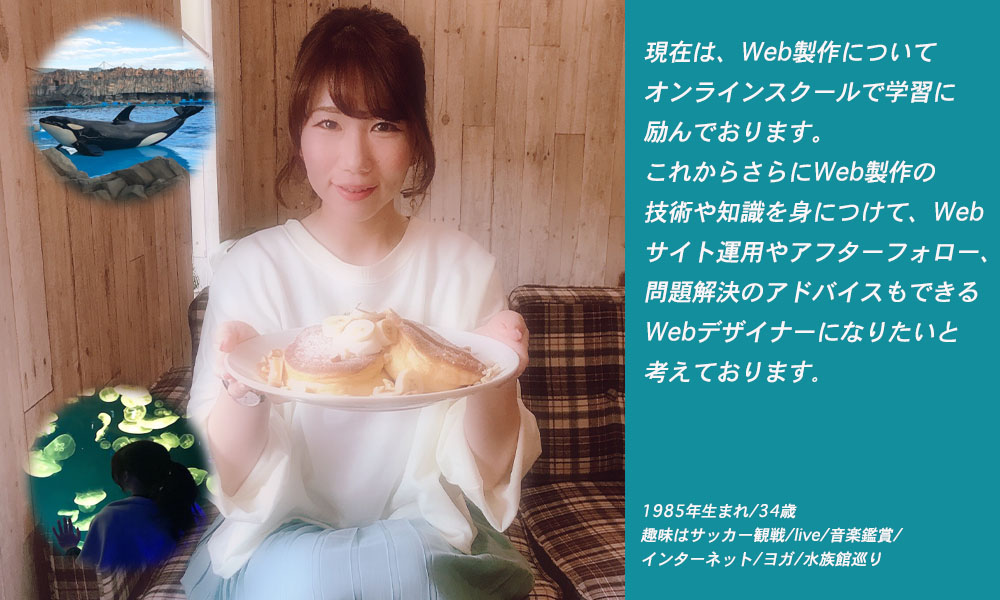 現在は、Web製作について
オンラインスクールで学習に
励んでおります。
これからさらにWeb製作の
技術や知識を身につけて、Web
サイト運用やアフターフォロー、
問題解決のアドバイスもできる
Webデザイナーになりたいと
考えております。
1985年生まれ/34歳
趣味はサッカー観戦/live/音楽鑑賞/
インターネット/ヨガ/水族館巡り